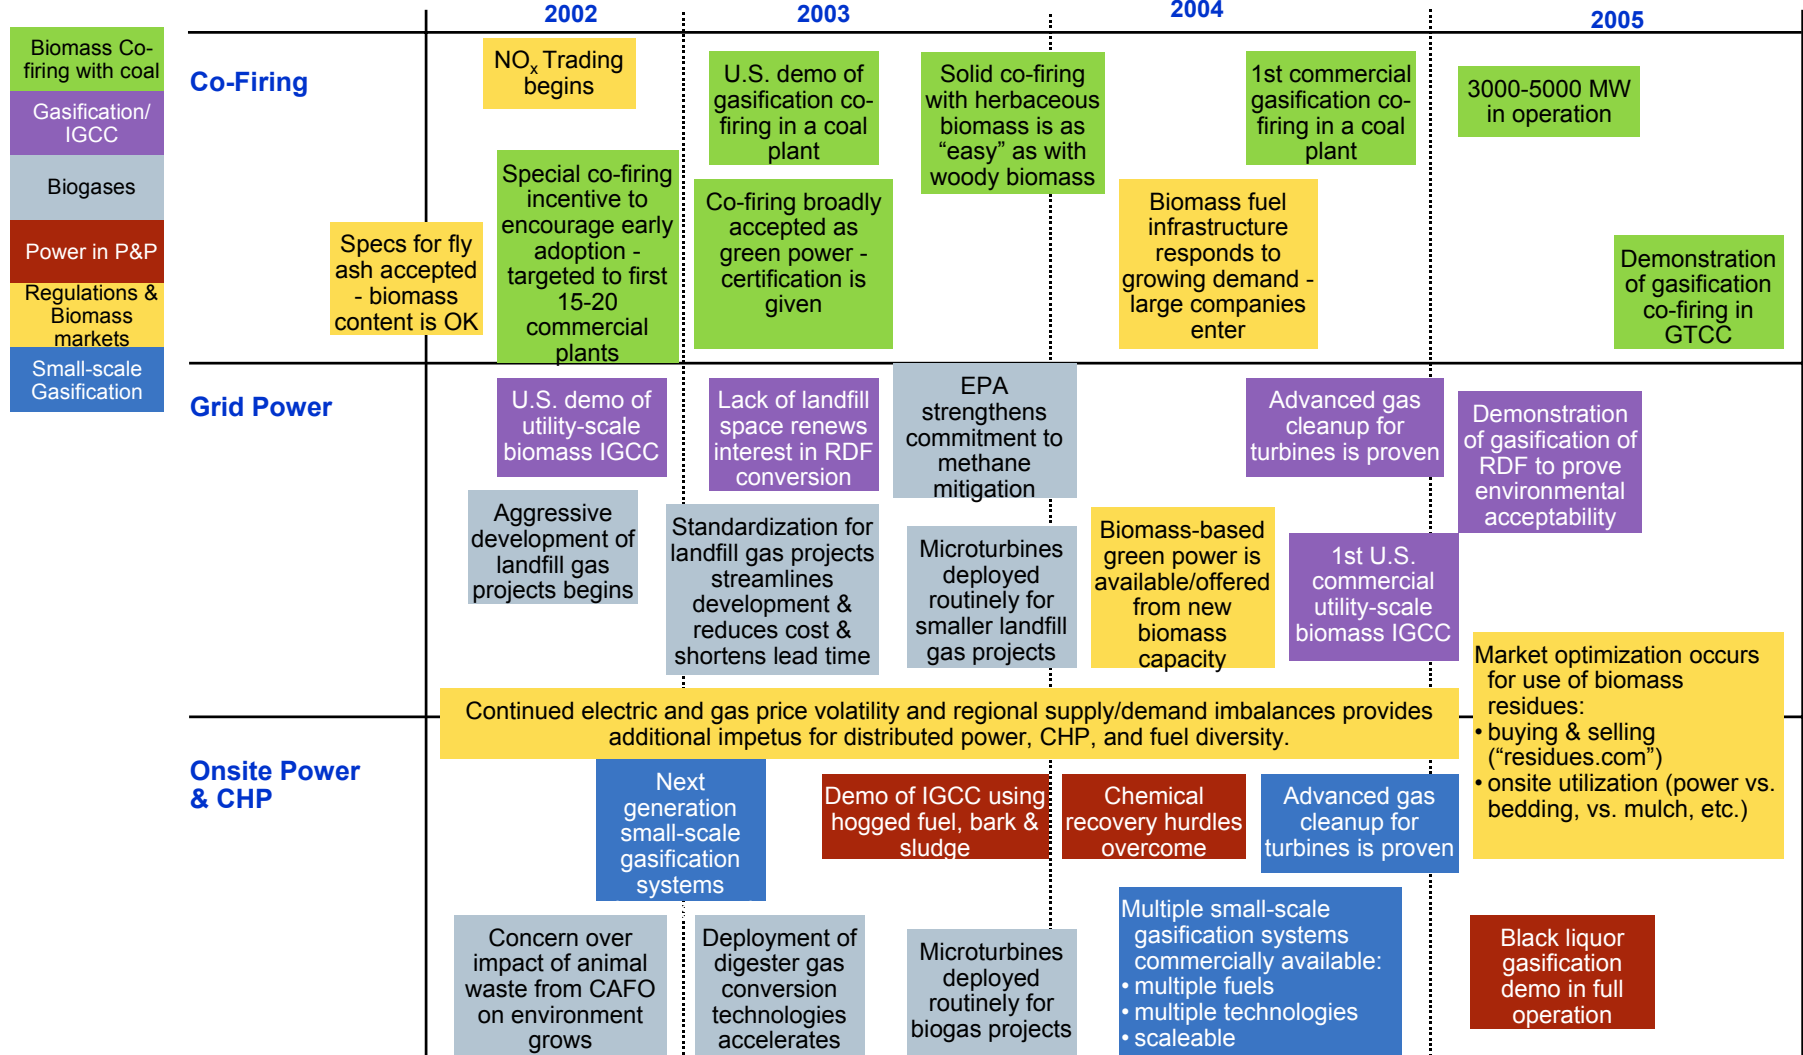 2002
2003
2004
2005
Biomass Co-
firing with coal
Gasification/
IGCC
Biogases
Power in P&P
Regulations &
Biomass
markets
Small-scale
Gasification
Co-Firing
NOx Trading
begins
U.S. demo of
gasification co-
firing in a coal
plant
Solid co-firing
with herbaceous
biomass is as
“easy” as with
woody biomass
1st commercial
gasification co-
firing in a coal
plant
3000-5000 MW
in operation
Specs for fly
ash accepted
- biomass
content is OK
Special co-firing
incentive to
encourage early
adoption -
targeted to first
15-20
commercial
plants
Co-firing broadly
accepted as
green power -
certification is
given
Biomass fuel
infrastructure
responds to
growing demand -
large companies
enter
Demonstration
of gasification
co-firing in
GTCC
Grid Power
U.S. demo of
utility-scale
biomass IGCC
Lack of landfill
space renews
interest in RDF
conversion
EPA
strengthens
commitment to
methane
mitigation
Advanced gas
cleanup for
turbines is proven
Demonstration
of gasification of
RDF to prove
environmental
acceptability
Aggressive
development of
landfill gas
projects begins
Standardization for
landfill gas projects
streamlines
development &
reduces cost &
shortens lead time
Microturbines
deployed
routinely for
smaller landfill
gas projects
Biomass-based
green power is
available/offered
from new
biomass
capacity
1st U.S.
commercial
utility-scale
biomass IGCC
Market optimization occurs
for use of biomass
residues:
• buying & selling
(“residues.com”)
• onsite utilization (power vs.
bedding, vs. mulch, etc.)
Continued electric and gas price volatility and regional supply/demand imbalances provides
additional impetus for distributed power, CHP, and fuel diversity.
Onsite Power
& CHP
Next
generation
small-scale
gasification
systems
Demo of IGCC using
hogged fuel, bark &
sludge
Chemical
recovery hurdles
overcome
Advanced gas
cleanup for
turbines is proven
Concern over
impact of animal
waste from CAFO
on environment
grows
Deployment of
digester gas
conversion
technologies
accelerates
Microturbines
deployed
routinely for
biogas projects
Multiple small-scale
gasification systems
commercially available:
• multiple fuels
• multiple technologies
• scaleable
Black liquor
gasification
demo in full
operation